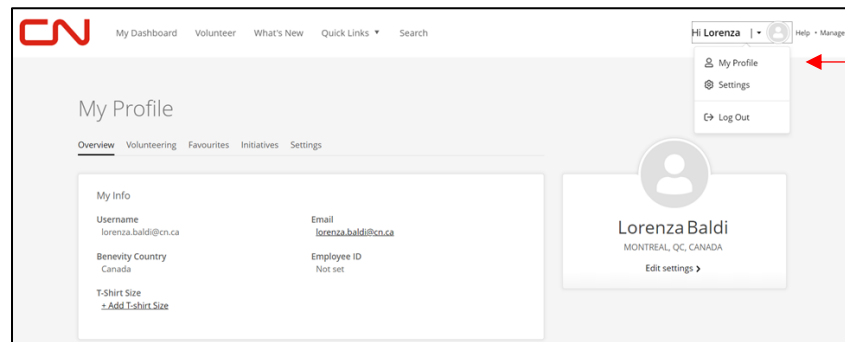 CN My Dashboard Volunteer What's New Quick Links ▼ Search Hi Lorenza | ▾ Help • Manage
My Profile
Settings
Log Out
My Profile
Overview Volunteering Favourites Initiatives Settings
My Info
Username Email
lorenza.baldi@cn.ca lorenza.baldi@cn.ca
Benevity Country Employee ID
Canada Not set
T-Shirt Size
+ Add T-shirt Size
Lorenza Baldi
MONTREAL, QC, CANADA
Edit settings ›